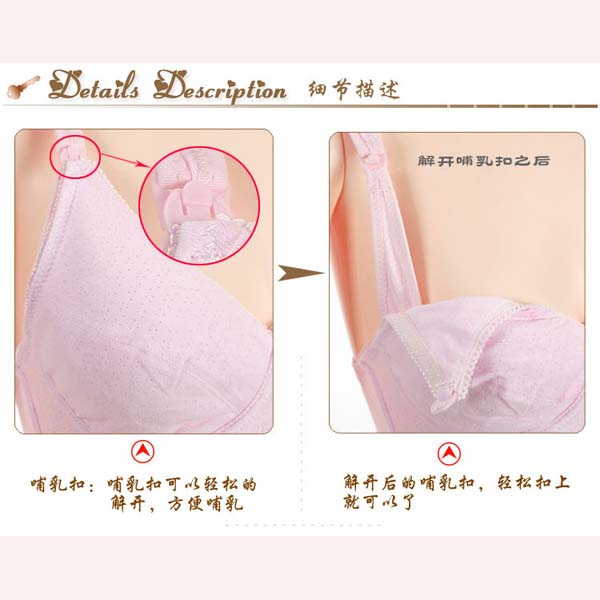 Details Description 细节描述
解开哺乳扣之后
哺乳扣：哺乳扣可以轻松的
解开，方便哺乳
解开后的哺乳扣，轻松扣上
就可以了